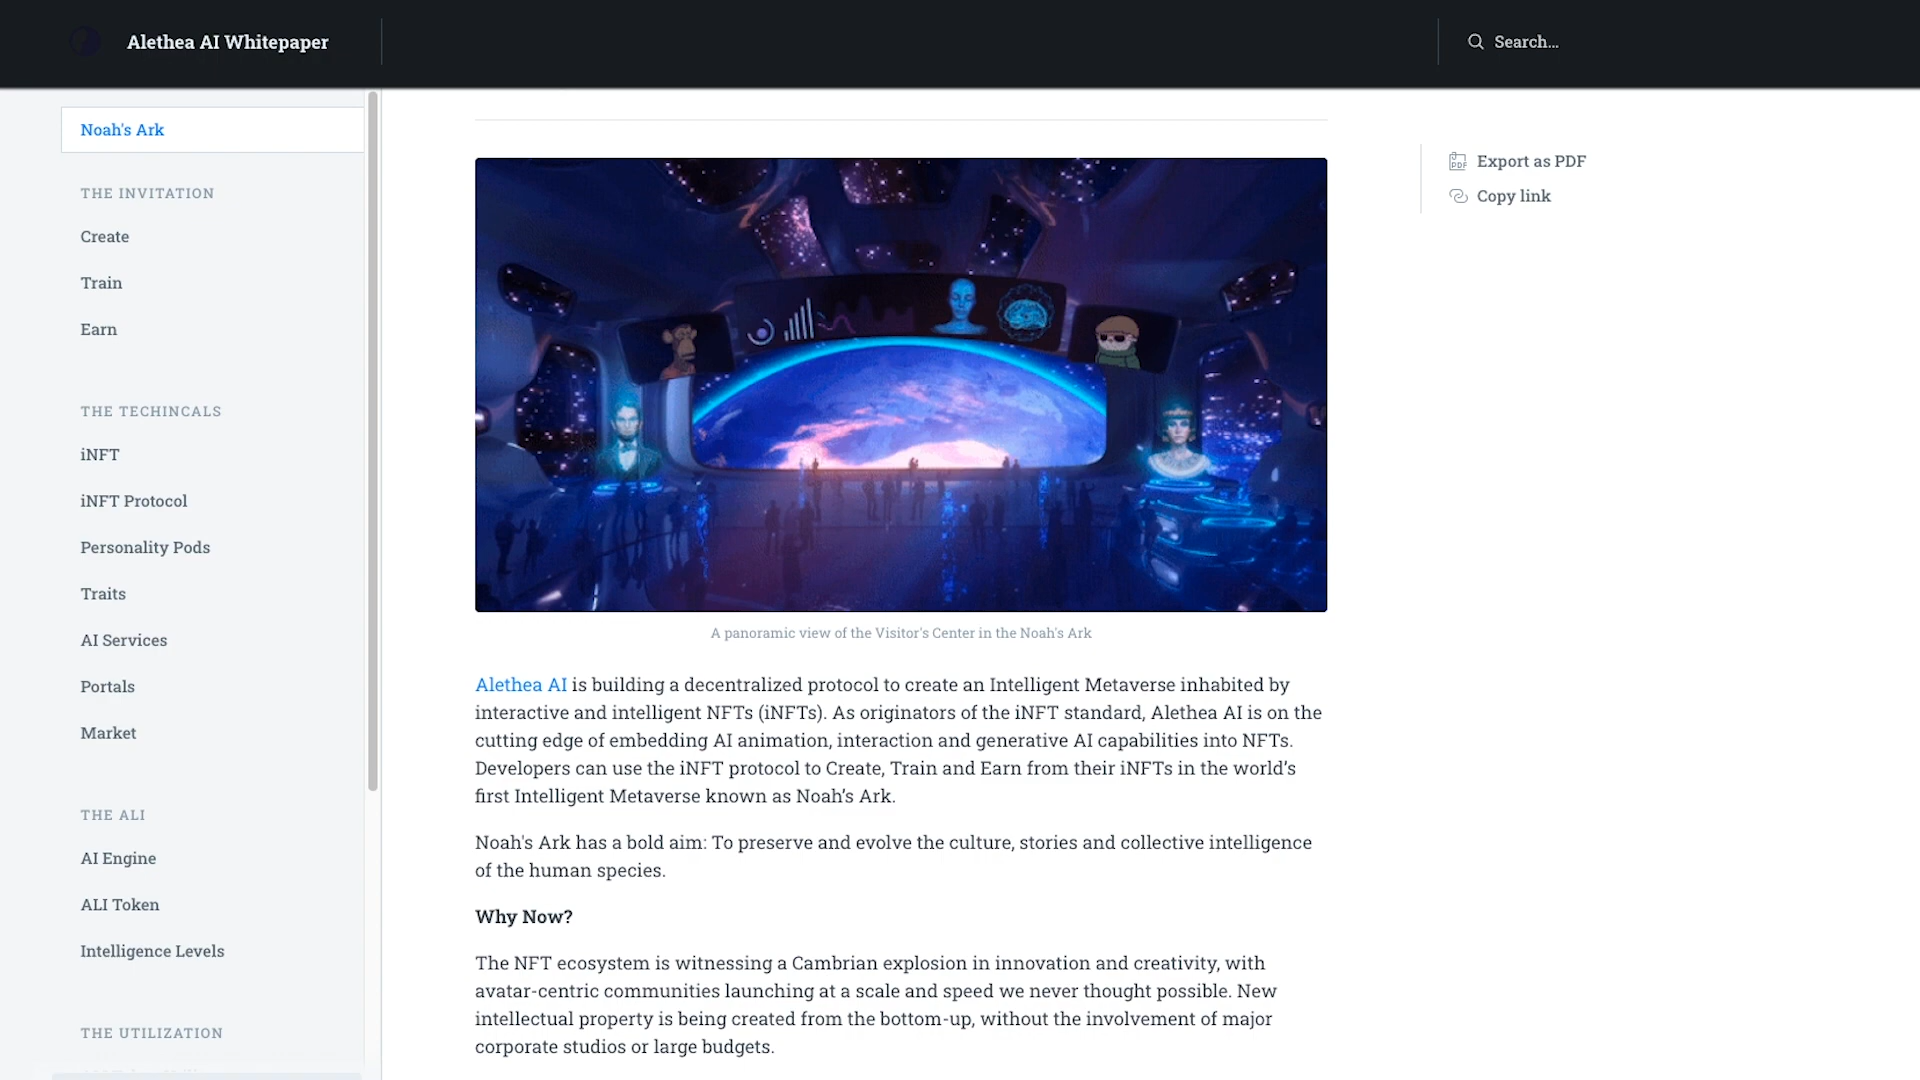 Alethea AI Whitepaper
Search...
Noah's Ark
THE INVITATION
Create
Train
Earn
THE TECHINCALS
iNFT
iNFT Protocol
Personality Pods
Traits
AI Services
Portals
Market
THE ALI
AI Engine
ALI Token
Intelligence Levels
THE UTILIZATION
Export as PDF
Copy link
A panoramic view of the Visitor's Center in the Noah's Ark
Alethea AI is building a decentralized protocol to create an Intelligent Metaverse inhabited by
interactive and intelligent NFTs (iNFTs). As originators of the iNFT standard, Alethea AI is on the
cutting edge of embedding AI animation, interaction and generative AI capabilities into NFTs.
Developers can use the iNFT protocol to Create, Train and Earn from their iNFTs in the world’s
first Intelligent Metaverse known as Noah’s Ark.
Noah's Ark has a bold aim: To preserve and evolve the culture, stories and collective intelligence
of the human species.
Why Now?
The NFT ecosystem is witnessing a Cambrian explosion in innovation and creativity, with
avatar-centric communities launching at a scale and speed we never thought possible. New
intellectual property is being created from the bottom-up, without the involvement of major
corporate studios or large budgets.